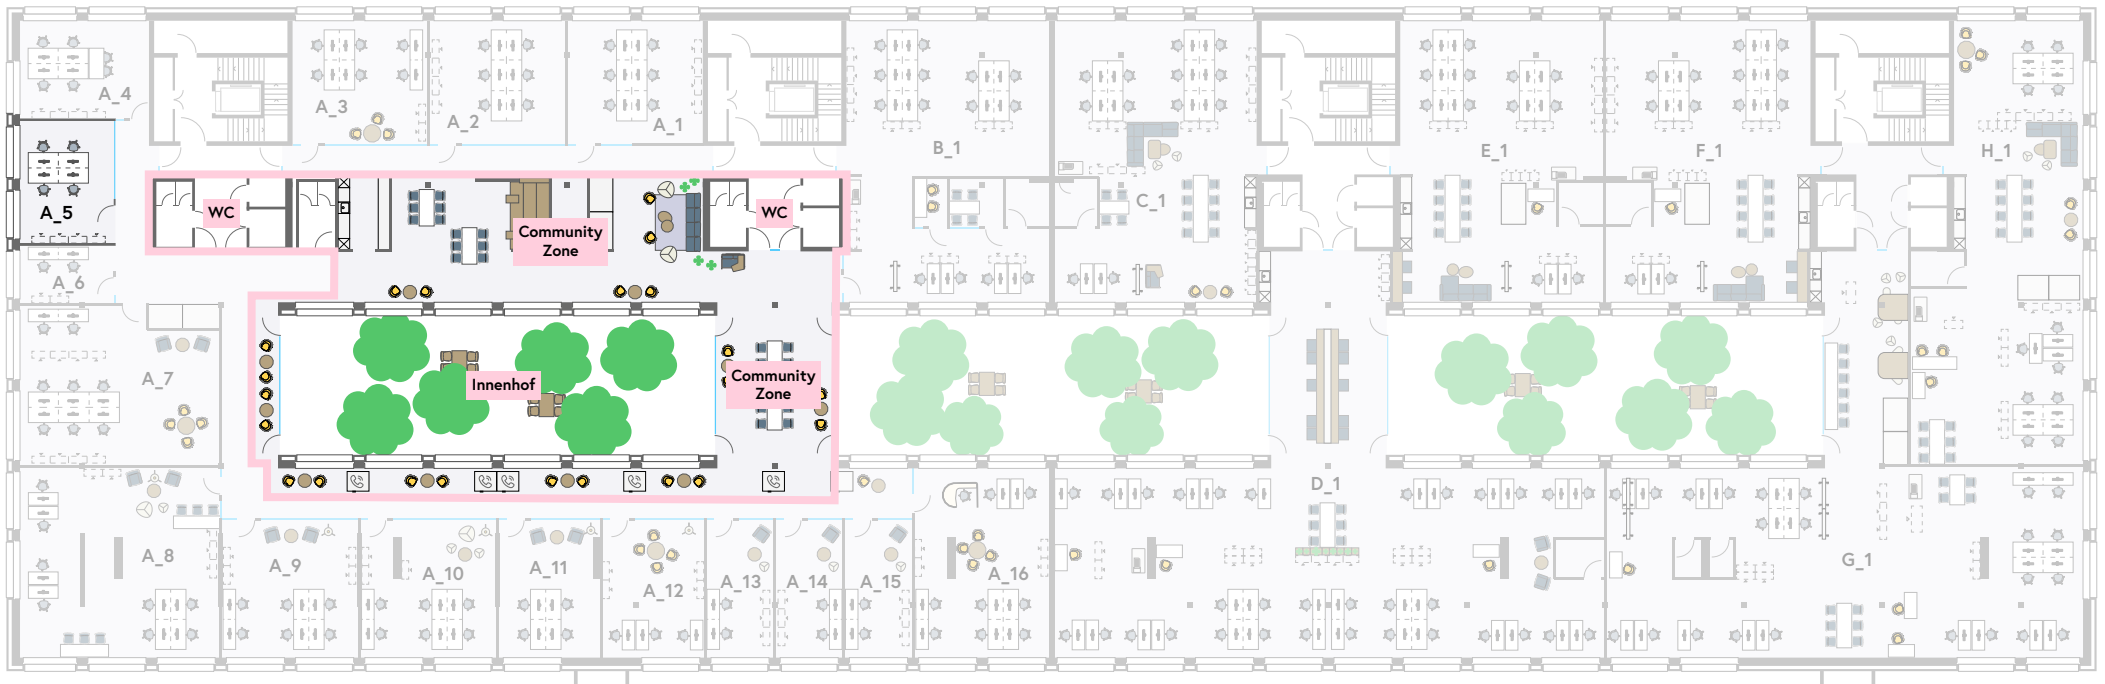 A_4
A_3
A_2
A_1
B_1
E_1
F_1
H_1
A_5
WC
Community
Zone
WC
C_1
A_6
A_7
Innenhof
Community
Zone
D_1
A_8
A_9
A_10
A_11
A_12
A_13
A_14
A_15
A_16
G_1